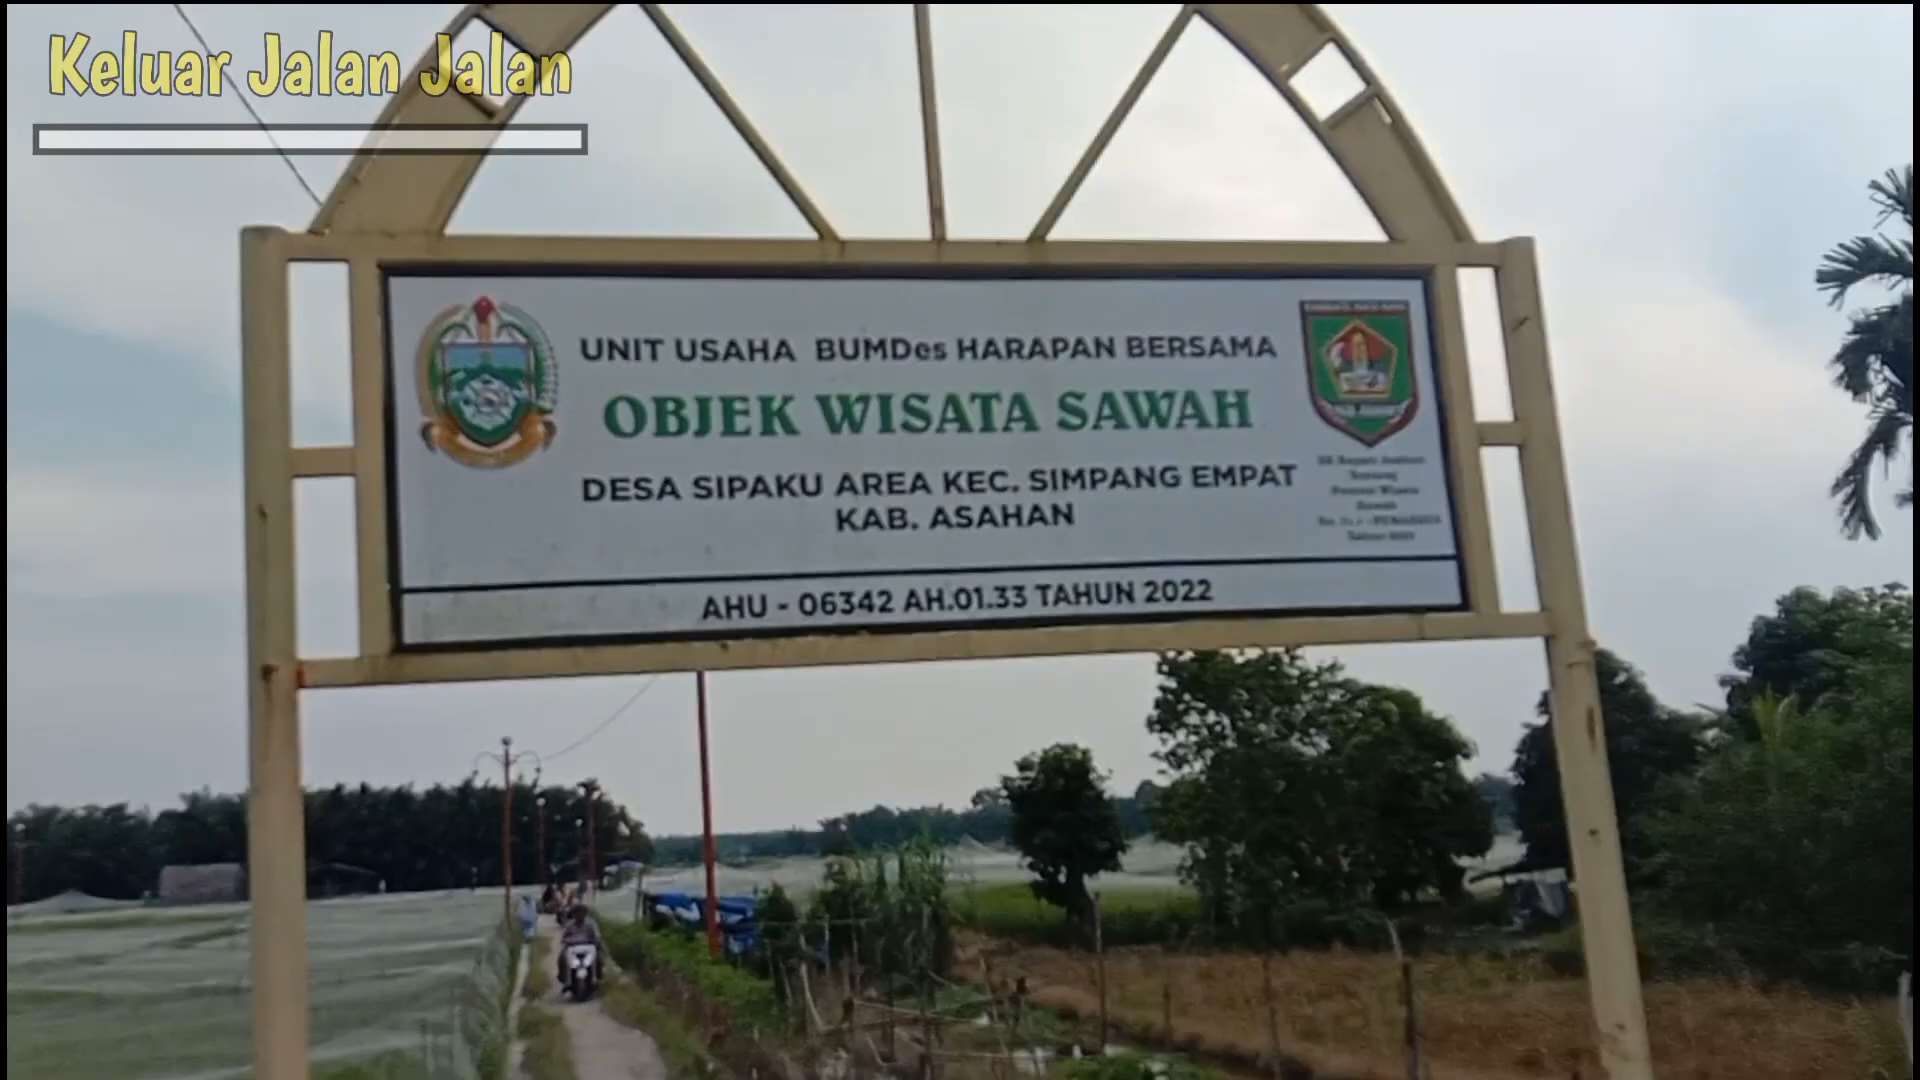 Keluar Jalan Jalan
UNIT USAHA BUMDes HARAPAN BERSAMA
OBJEK WISATA SAWAH
DESA SIPAKU AREA KEC. SIMPANG EMPAT
KAB. ASAHAN
AHU - 06342 AH.01.33 TAHUN 2022